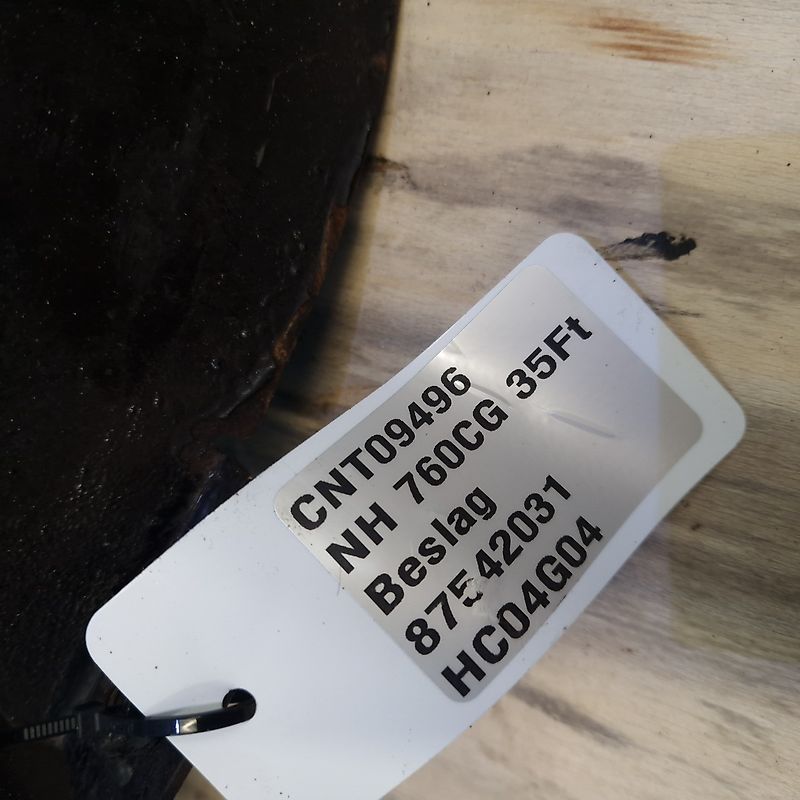 CNT09496
NH 760CG 35Ft
Beslag
87542031
HC04G04